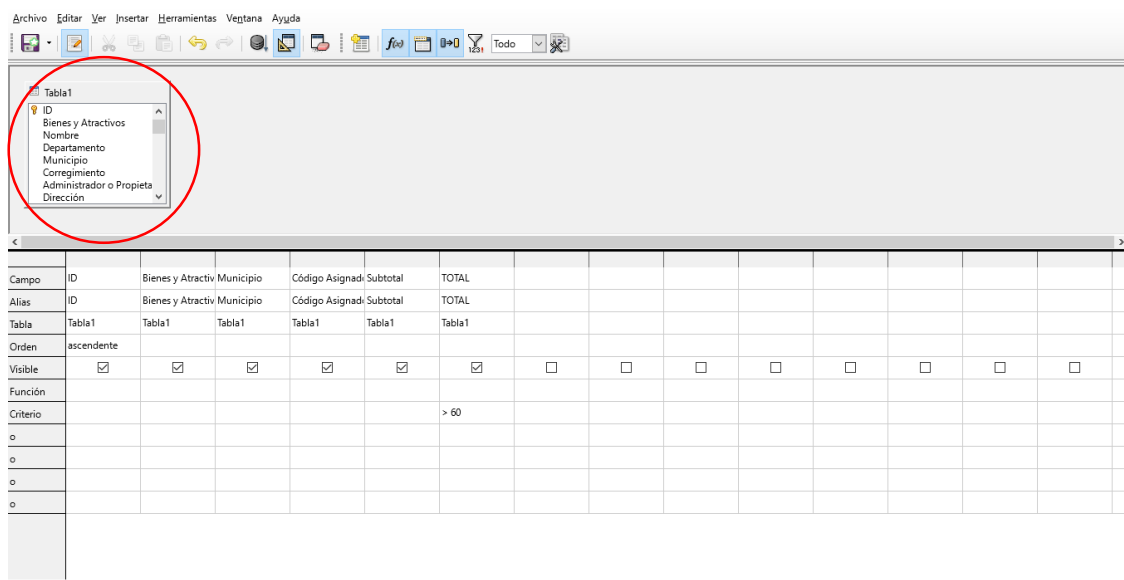 Archivo Editar Ver Insertar Herramientas Ventana Ayuda
f(x) 123! Todo
Tabla1
ID
Bienes y Atractivos
Nombre
Departamento
Municipio
Corregimiento
Administrador o Propieta
Dirección
Campo ID Bienes y Atractiv Municipio Código Asignad Subtotal TOTAL
Alias ID Bienes y Atractiv Municipio Código Asignad Subtotal TOTAL
Tabla Tabla1 Tabla1 Tabla1 Tabla1 Tabla1 Tabla1
Orden ascendente
Visible
Función
Criterio > 60
o
o
o
o